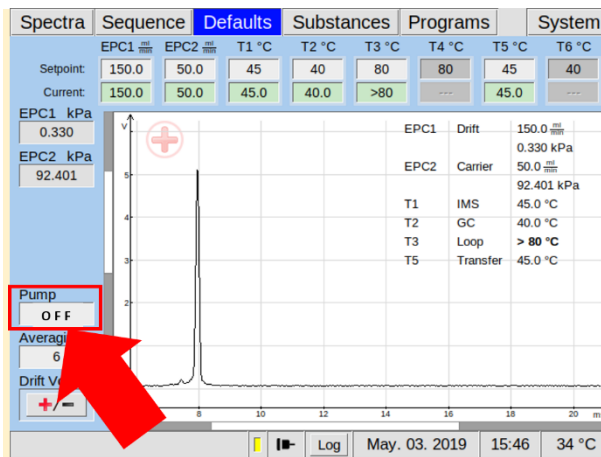 Spectra Sequence Defaults Substances Programs System
EPC1 ml/min EPC2 ml/min T1 °C T2 °C T3 °C T4 °C T5 °C T6 °C
Setpoint: 150.0 50.0 45 40 80 80 45 40
Current: 150.0 50.0 45.0 40.0 >80 --- 45.0 ---
EPC1 kPa
0.330
EPC2 kPa
92.401
V
EPC1 Drift 150.0 ml/min
0.330 kPa
EPC2 Carrier 50.0 ml/min
92.401 kPa
T1 IMS 45.0 °C
T2 GC 40.0 °C
T3 Loop > 80 °C
T5 Transfer 45.0 °C
5
4
3
2
Pump
OFF
6
Drift
+/-
8 10 12 14 16 18 20
Log May. 03. 2019 15:46 34 °C